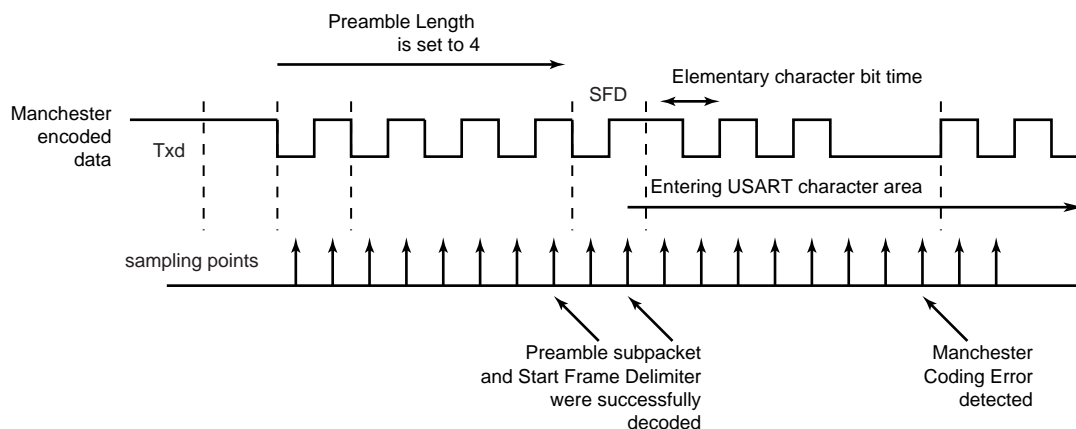 Preamble Length
is set to 4
Elementary character bit time
SFD
Manchester
encoded
data
Txd
Entering USART character area
sampling points
Preamble subpacket
and Start Frame Delimiter
were successfully
decoded
Manchester
Coding Error
detected